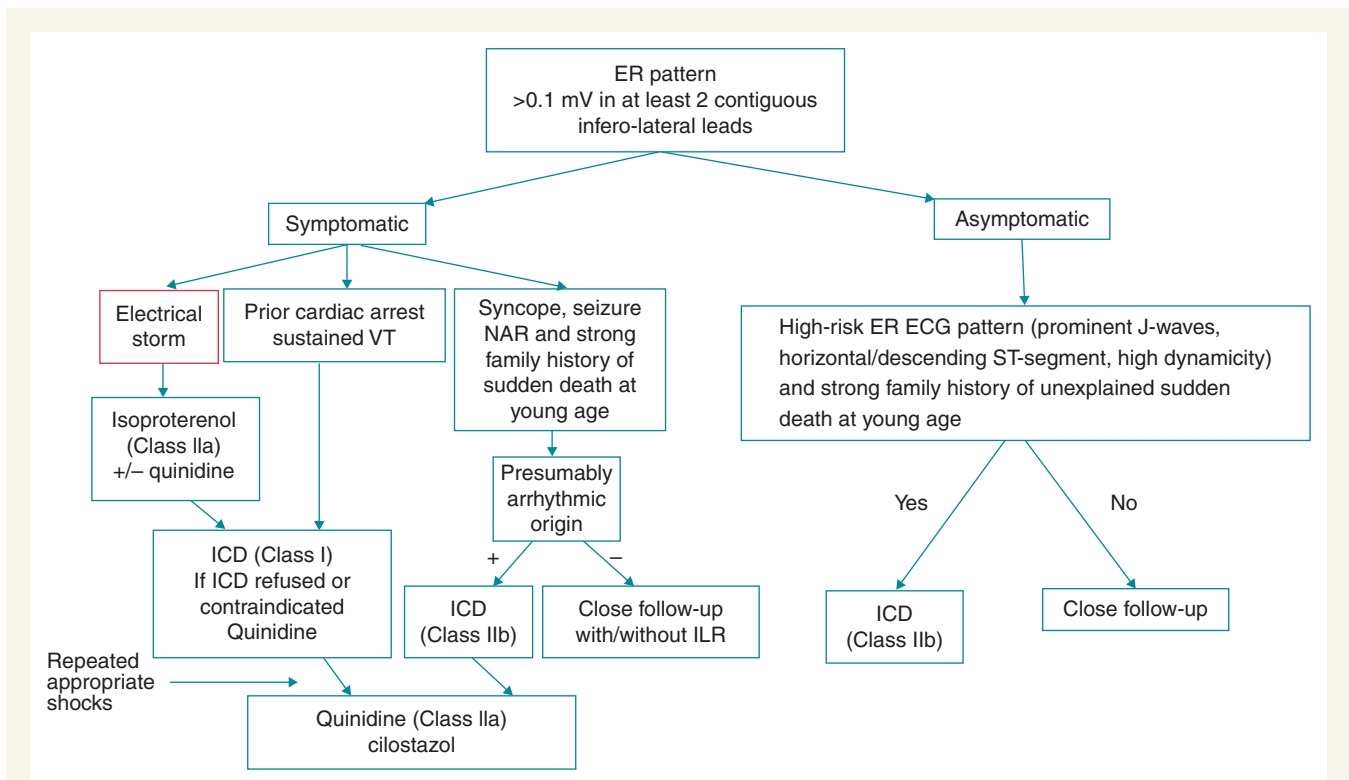 ER pattern
>0.1 mV in at least 2 contiguous
infero-lateral leads
Symptomatic
Asymptomatic
Electrical
storm
Prior cardiac arrest
sustained VT
Syncope, seizure
NAR and strong
family history of
sudden death at
young age
High-risk ER ECG pattern (prominent J-waves,
horizontal/descending ST-segment, high dynamicity)
and strong family history of unexplained sudden
death at young age
Isoproterenol
(Class IIa)
+/– quinidine
Presumably
arrhythmic
origin
Yes
No
+
–
ICD (Class I)
If ICD refused or
contraindicated
Quinidine
ICD
(Class IIb)
Close follow-up
with/without ILR
ICD
(Class IIb)
Close follow-up
Repeated
appropriate
shocks
Quinidine (Class IIa)
cilostazol